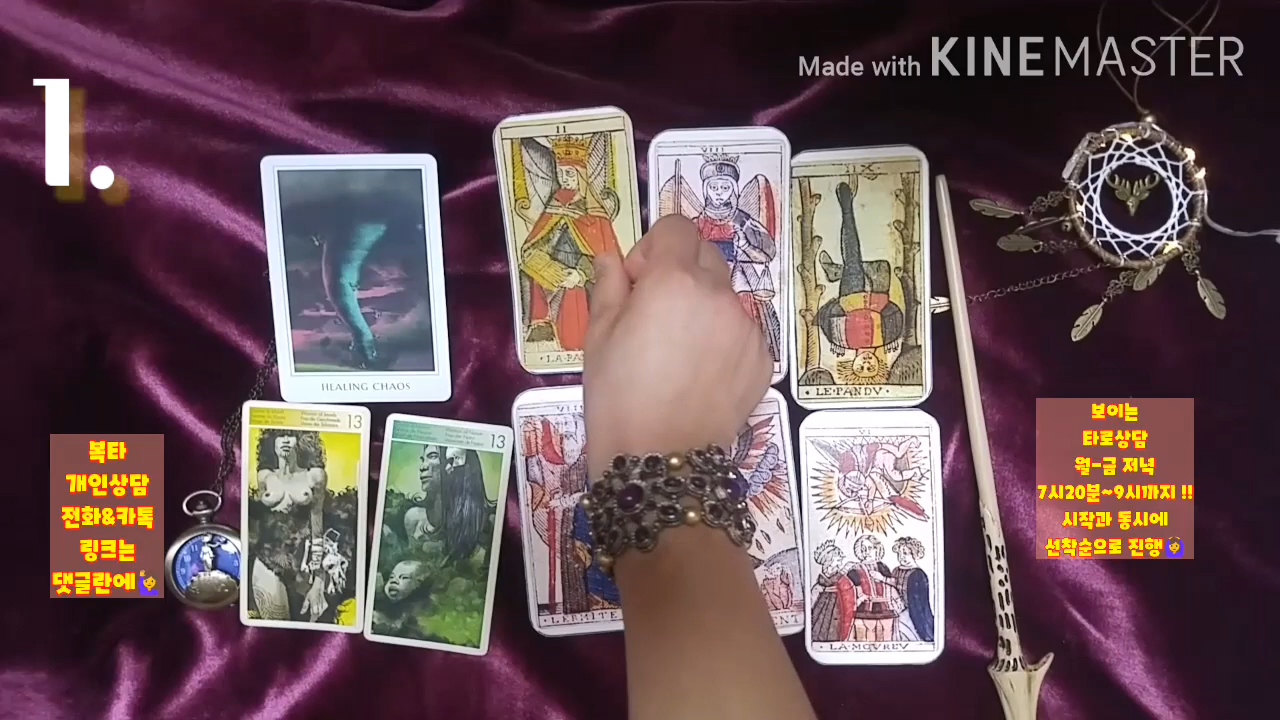 Made with KINEMASTER
1.
II
VIII
HEALING CHAOS
LE·PANDV·
13
13
LERMITE
VI
LA·MOVREV
복타
개인상담
전화&카톡
링크는
댓글란에🙋‍♀️
보이는
타로상담
월-금 저녁
7시20분~9시까지 !!
시작과 동시에
선착순으로 진행🙆‍♀️